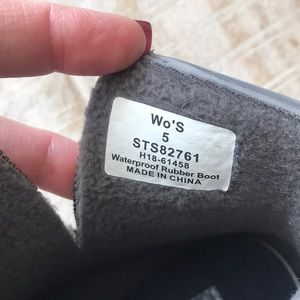 Wo'S
5
STS82761
H18-61458
Waterproof Rubber Boot
MADE IN CHINA